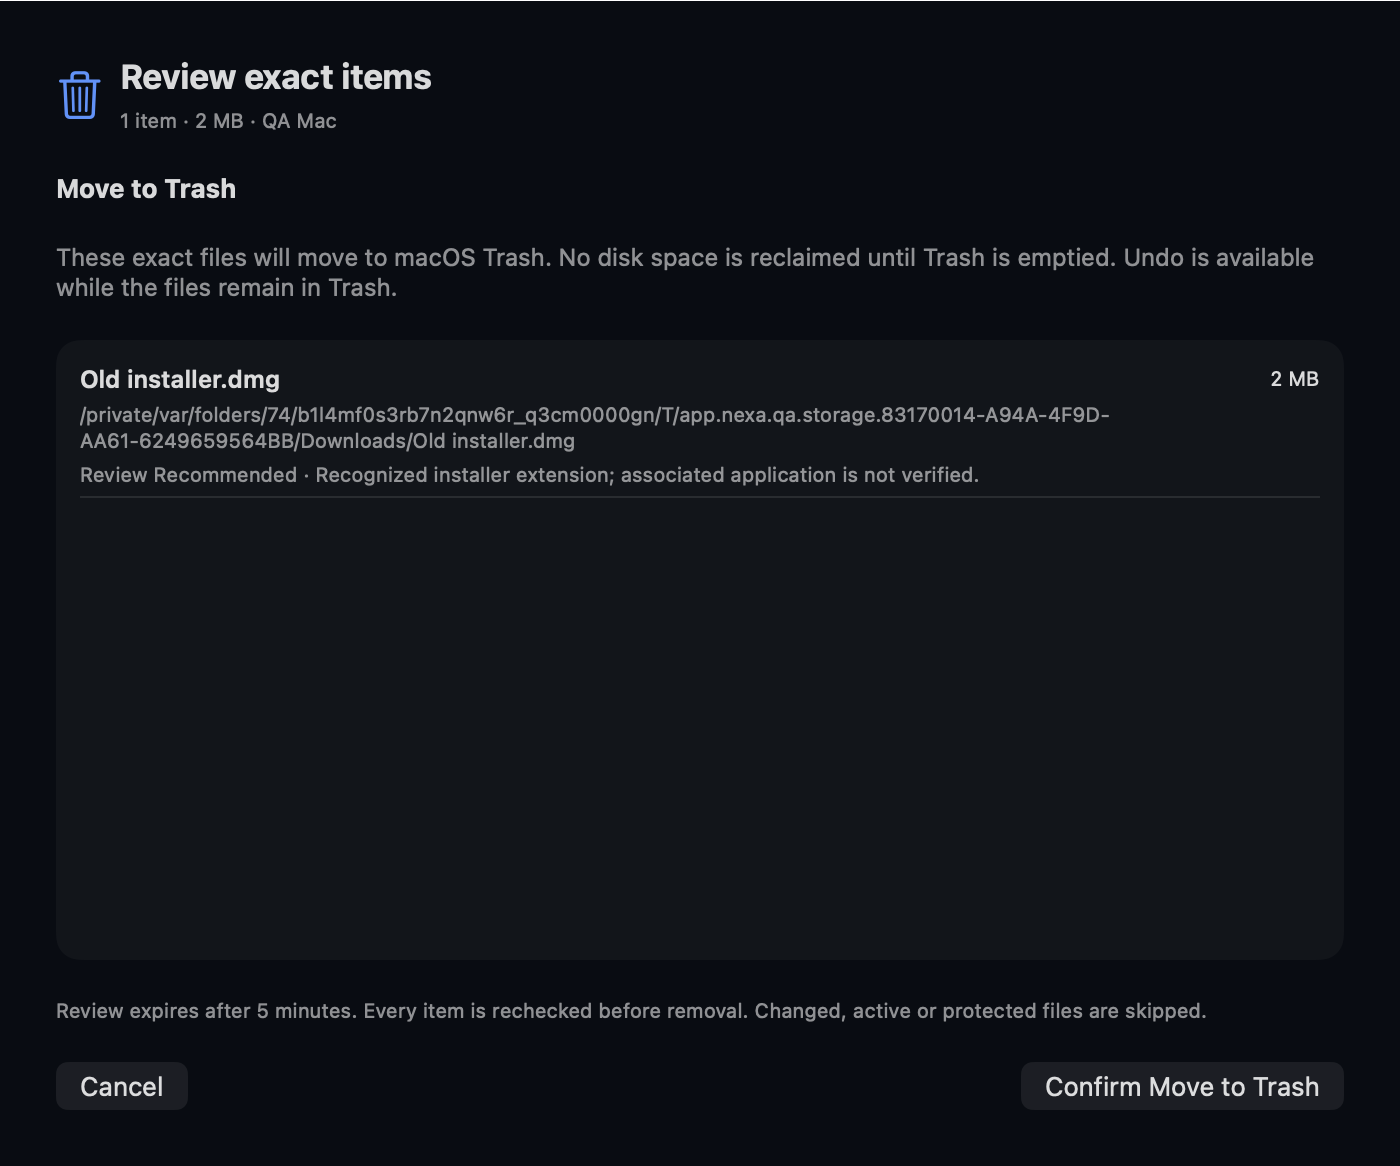 Review exact items
1 item · 2 MB · QA Mac
Move to Trash
These exact files will move to macOS Trash. No disk space is reclaimed until Trash is emptied. Undo is available
while the files remain in Trash.
Old installer.dmg
2 MB
/private/var/folders/74/b1l4mf0s3rb7n2qnw6r_q3cm0000gn/T/app.nexa.qa.storage.83170014-A94A-4F9D-
AA61-6249659564BB/Downloads/Old installer.dmg
Review Recommended · Recognized installer extension; associated application is not verified.
Review expires after 5 minutes. Every item is rechecked before removal. Changed, active or protected files are skipped.
Cancel
Confirm Move to Trash